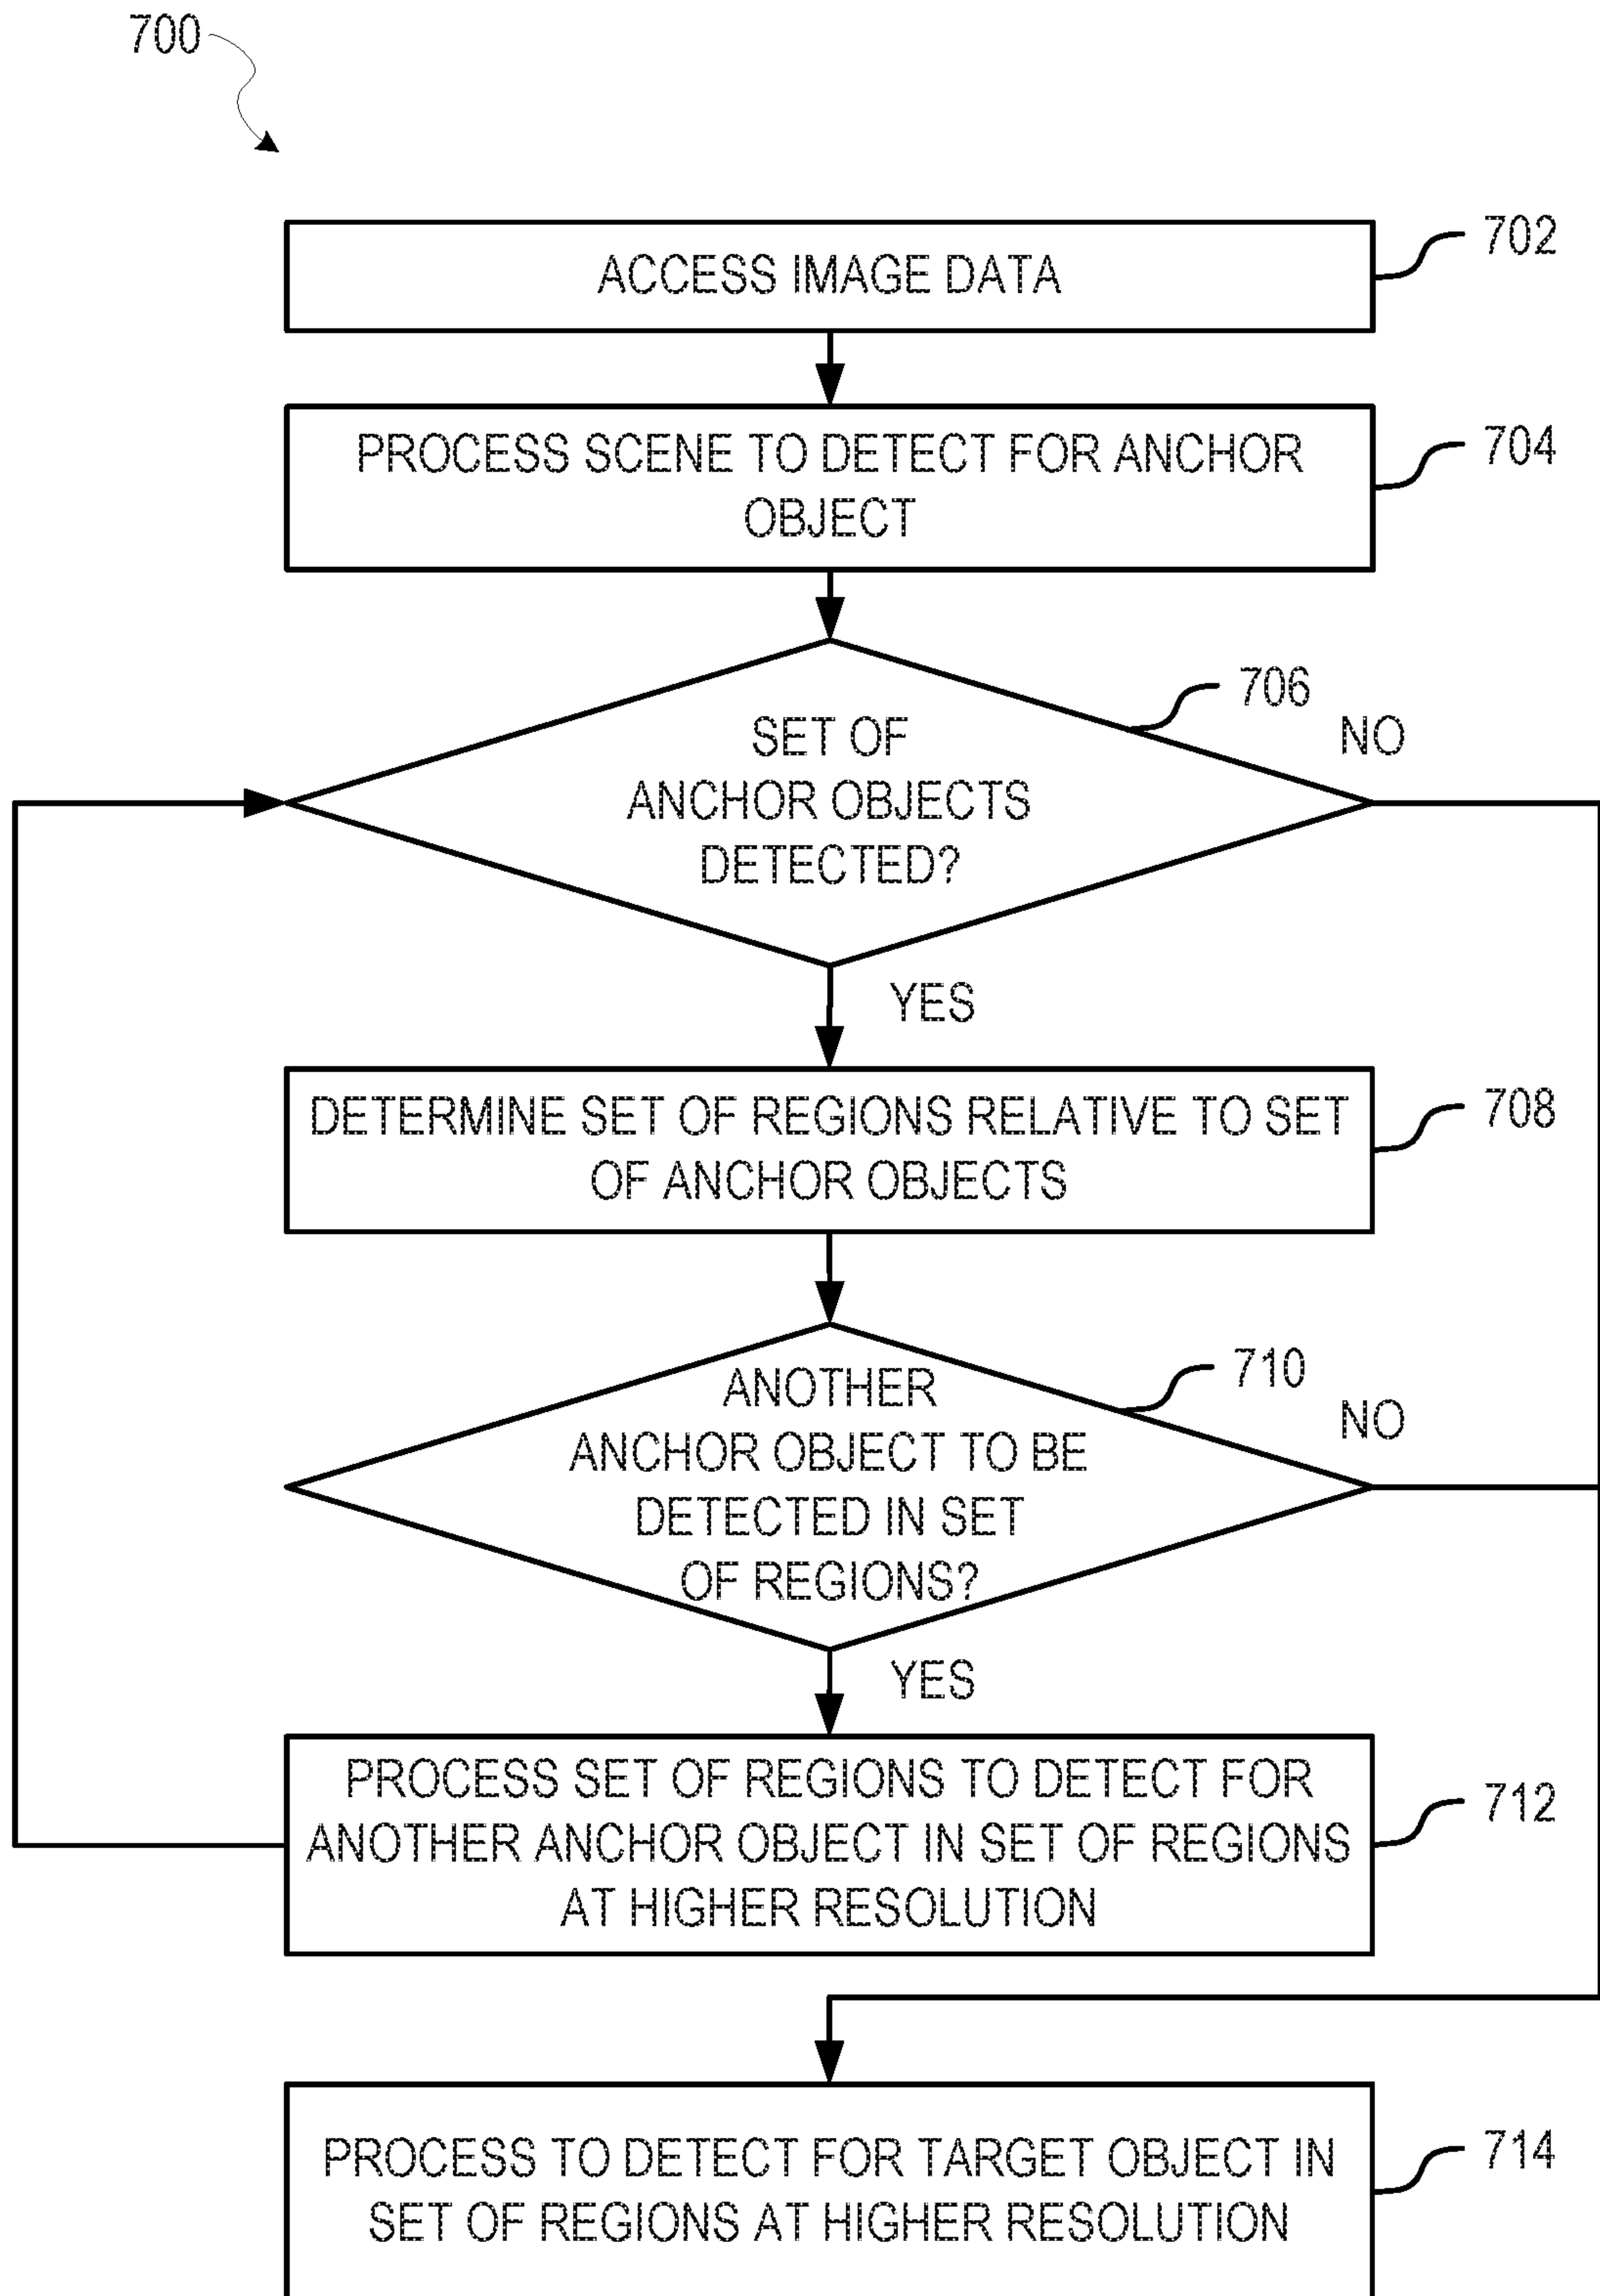 700
ACCESS IMAGE DATA
702
PROCESS SCENE TO DETECT FOR ANCHOR
OBJECT
704
SET OF
ANCHOR OBJECTS
DETECTED?
706
NO
YES
DETERMINE SET OF REGIONS RELATIVE TO SET
OF ANCHOR OBJECTS
708
ANOTHER
ANCHOR OBJECT TO BE
DETECTED IN SET
OF REGIONS?
710
NO
YES
PROCESS SET OF REGIONS TO DETECT FOR
ANOTHER ANCHOR OBJECT IN SET OF REGIONS
AT HIGHER RESOLUTION
712
PROCESS TO DETECT FOR TARGET OBJECT IN
SET OF REGIONS AT HIGHER RESOLUTION
714